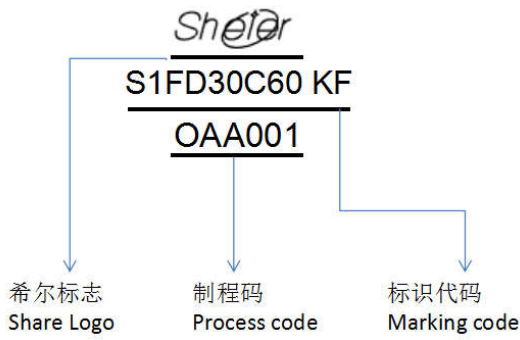 Sheier
S1FD30C60 KF
OAA001
希尔标志
制程码
标识代码
Share Logo
Process code
Marking code